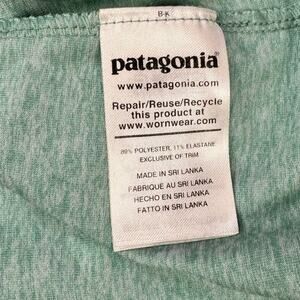 B-K
patagonia®
www.patagonia.com
Repair/Reuse/Recycle
this product at
www.wornwear.com
89% POLYESTER, 11% ELASTANE
EXCLUSIVE OF TRIM
MADE IN SRI LANKA
FABRIQUE AU SRI LANKA
HECHO EN SRI LANKA
FATTO IN SRI LANKA